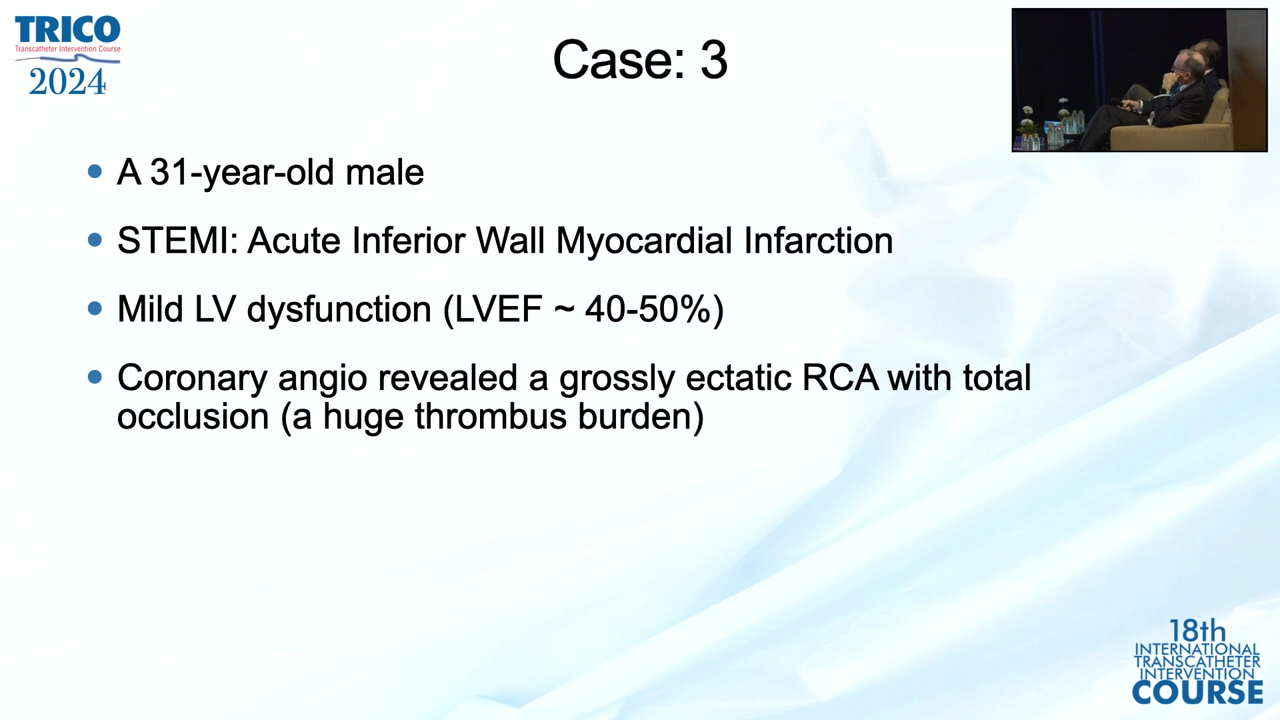 TRICO
Transcatheter Intervention Course
2024
Case: 3
A 31-year-old male
STEMI: Acute Inferior Wall Myocardial Infarction
Mild LV dysfunction (LVEF ~ 40-50%)
Coronary angio revealed a grossly ectatic RCA with total
occlusion (a huge thrombus burden)
18th
INTERNATIONAL
TRANSCATHETER
INTERVENTION
COURSE